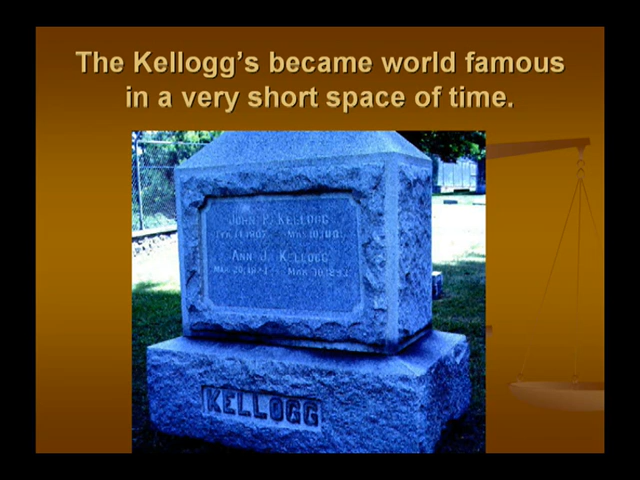 The Kellogg's became world famous
in a very short space of time.
JOHN P. KELLOGG
ANN J. KELLOGG
KELLOGG